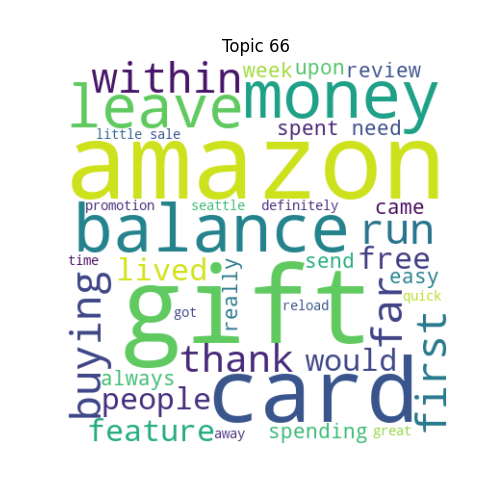 Topic 66
within week upon review
leave money
little sale spent need
amazon
promotion seattle definitely came
balance run
time lived really send free
gift far easy
got reload quick
buying thank would first
always people card
feature away spending great